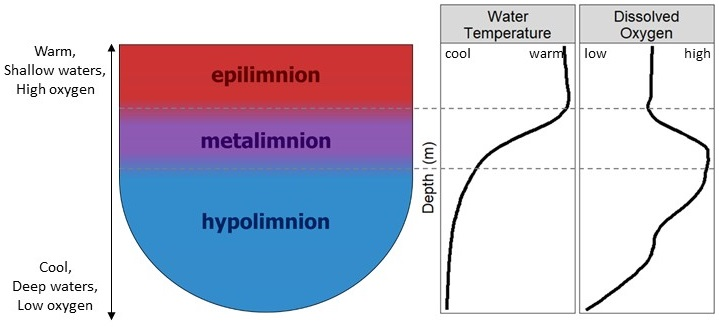 Warm,
Shallow waters,
High oxygen
Cool,
Deep waters,
Low oxygen
epilimnion
metalimnion
hypolimnion
Depth (m)
Water
Temperature
cool warm
Dissolved
Oxygen
low high